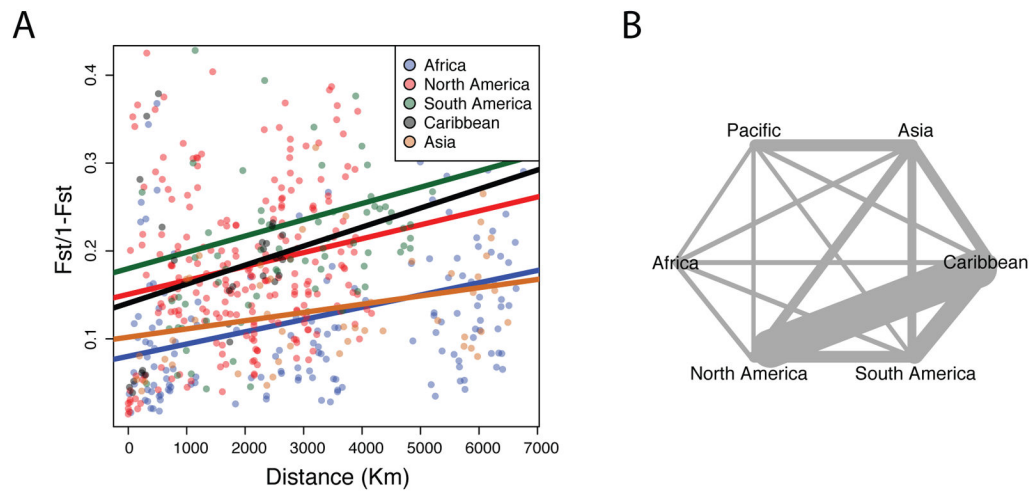 A
Fst/1-Fst
0.4
0.3
0.2
0.1
Africa
North America
South America
Caribbean
Asia
0
1000
2000
3000
4000
5000
6000
7000
Distance (Km)
B
Pacific
Asia
Africa
Caribbean
North America
South America